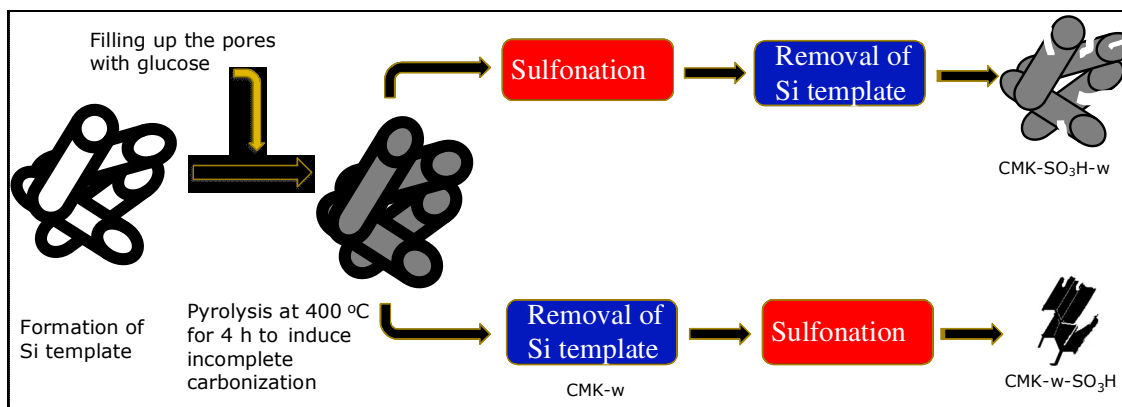 Filling up the pores
with glucose
Sulfonation
Removal of
Si template
CMK-SO₃H-w
Formation of
Si template
Pyrolysis at 400 ºC
for 4 h to induce
incomplete
carbonization
Removal of
Si template
CMK-w
Sulfonation
CMK-w-SO₃H